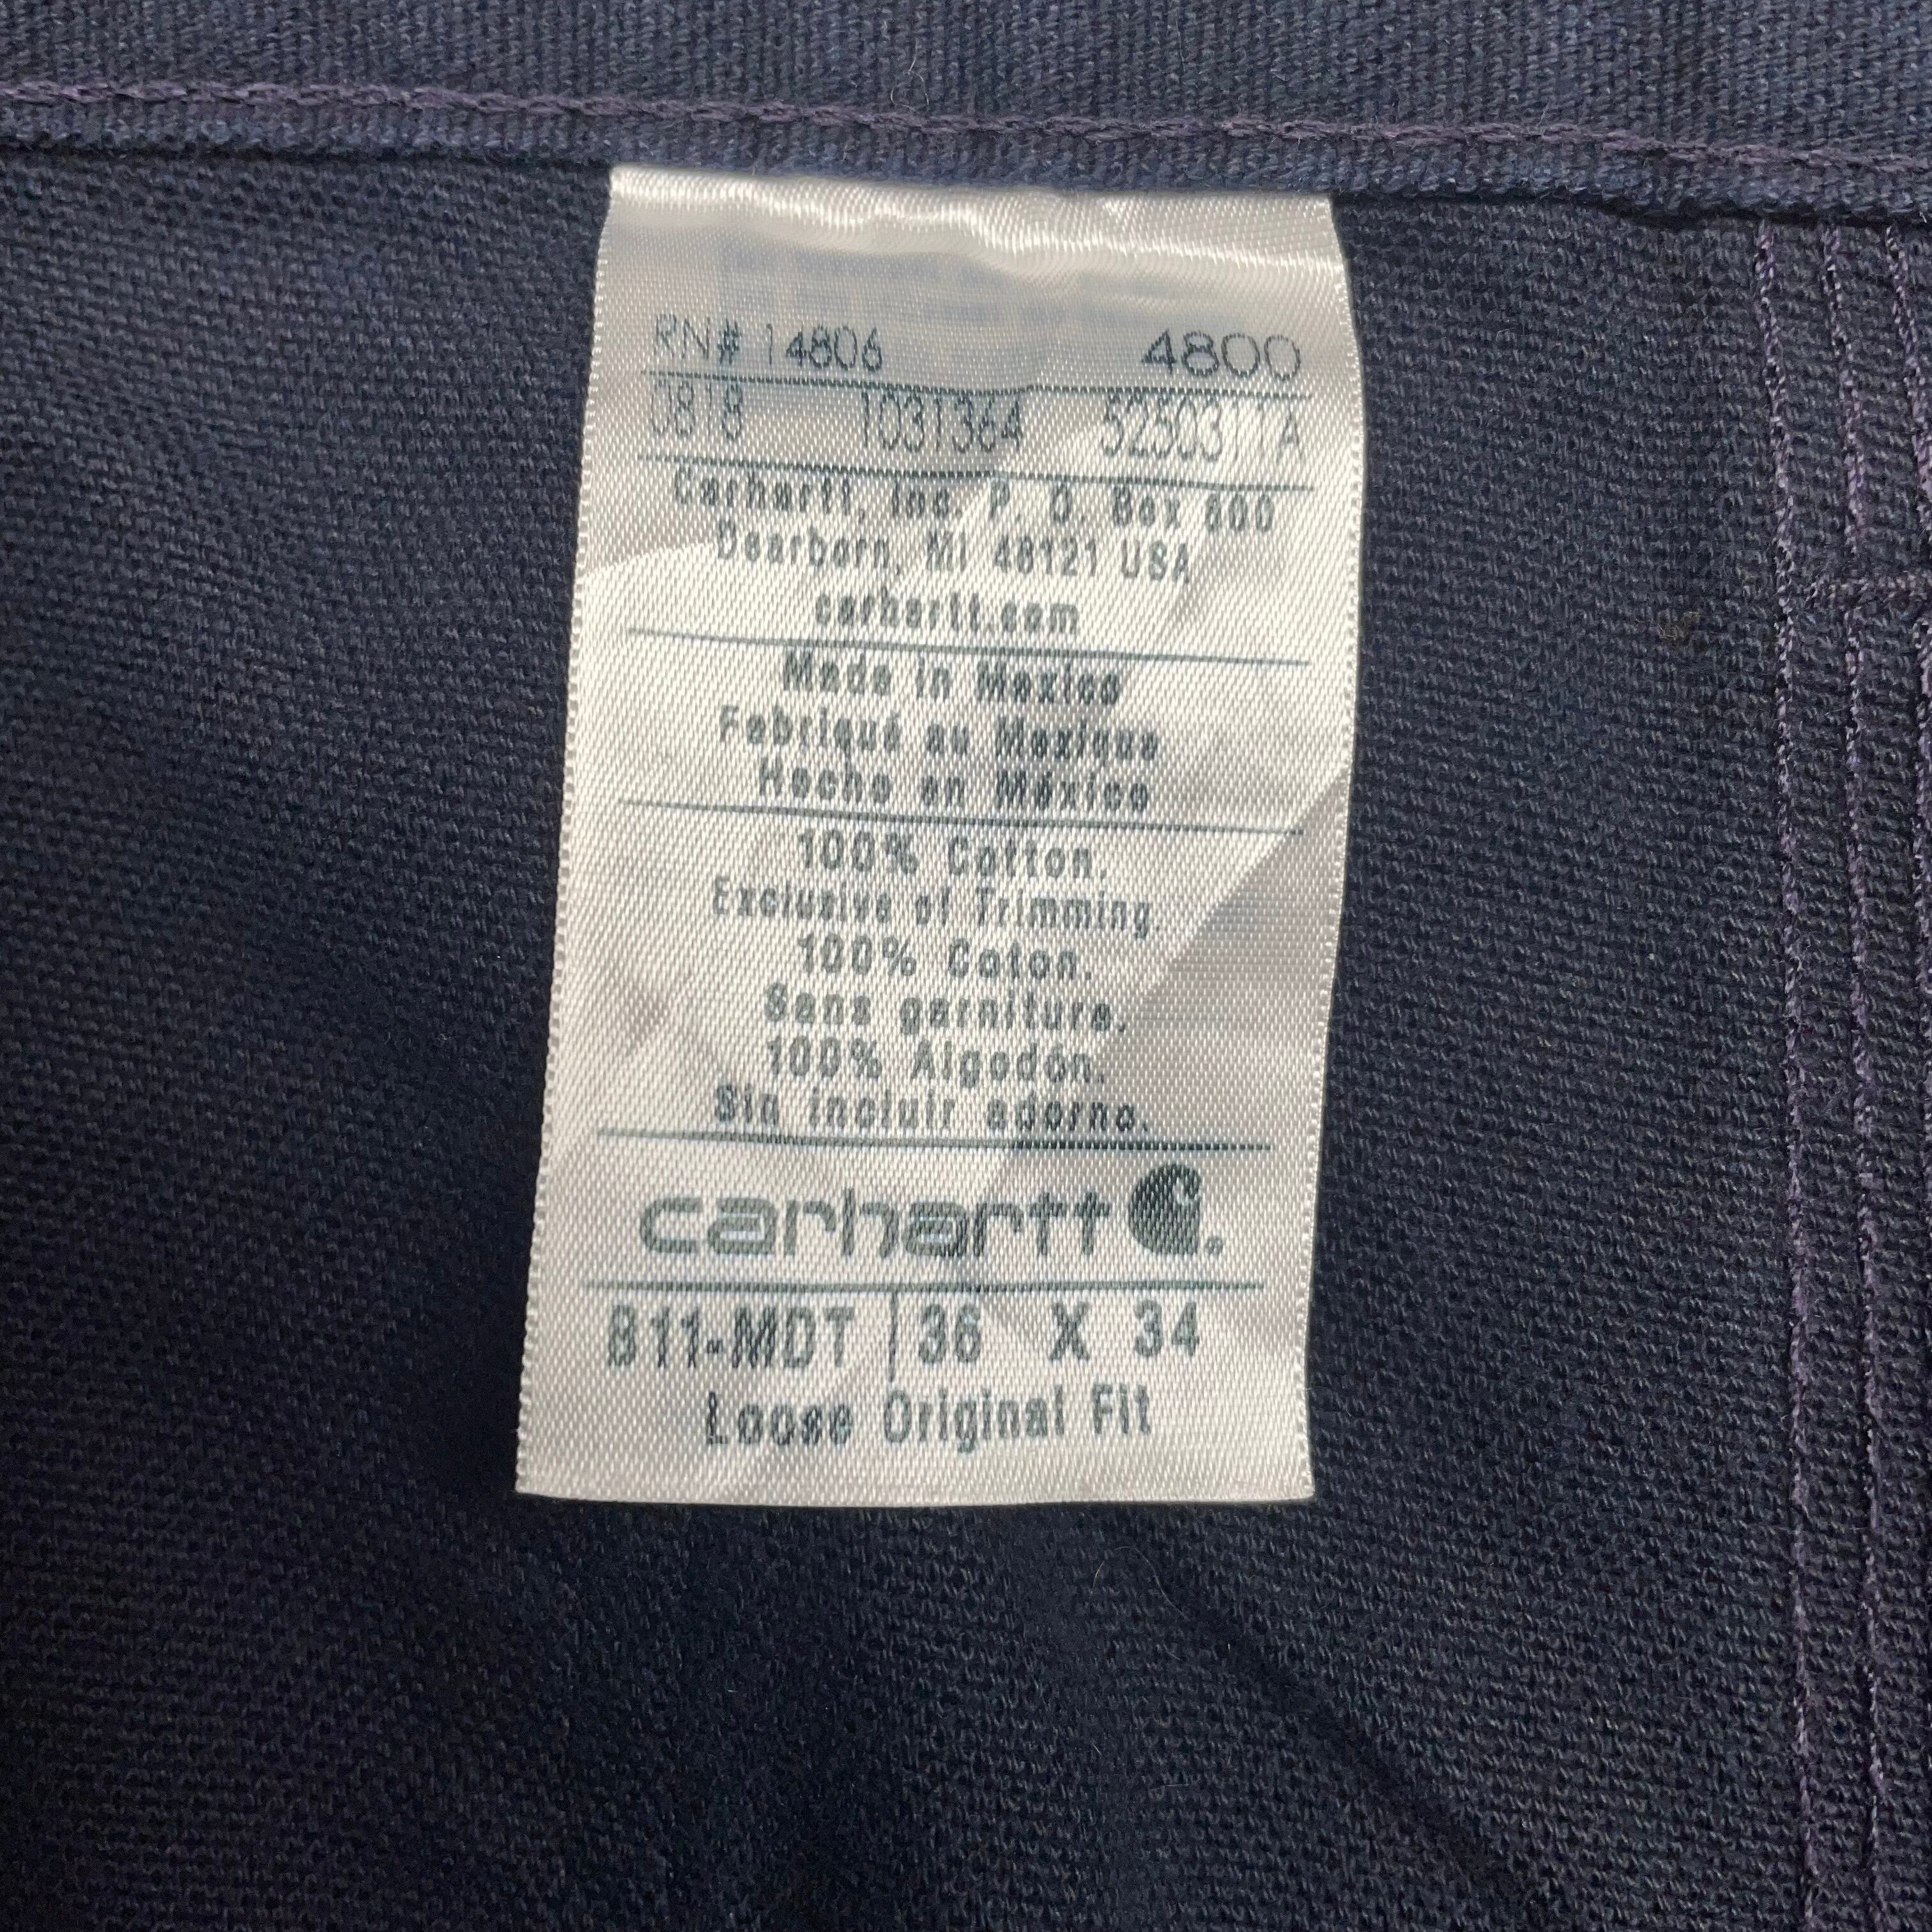 RN# 14806 4800
0818 1031364 5250311A
Carhartt, Inc. P. O. Box 600
Dearborn, MI 48121 USA
carhartt.com
Made in Mexico
Fabriqué au Mexique
Hecho en México
100% Cotton.
Exclusive of Trimming
100% Coton.
Sans garniture.
100% Algodón.
Sin incluir adorno.
carhartt
B11-MDT 36 X 34
Loose Original Fit